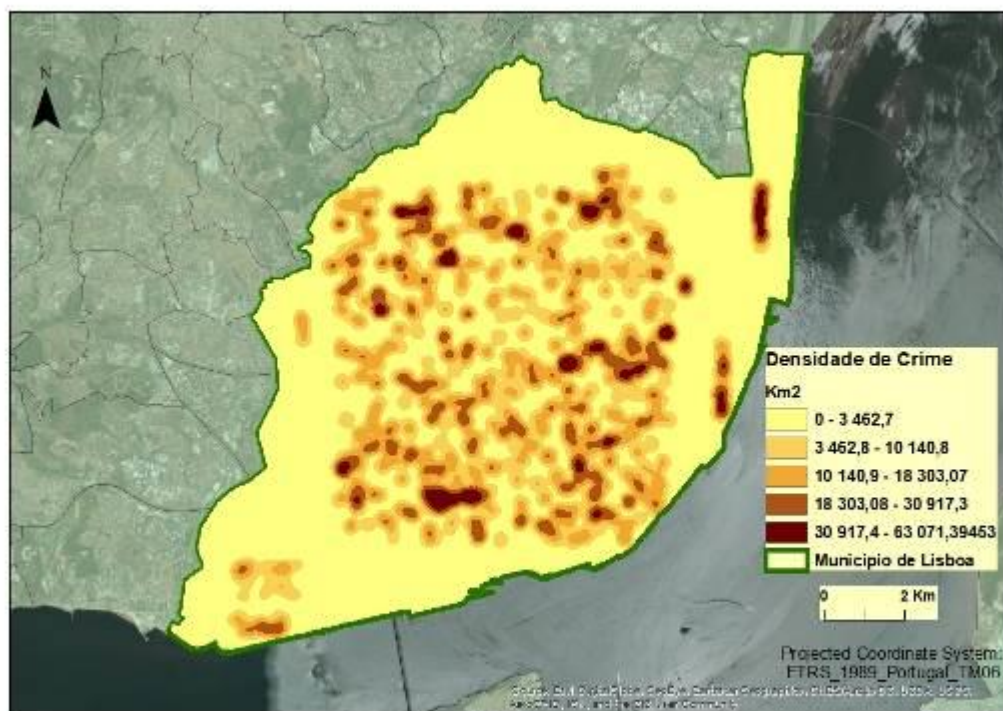 N
Densidade de Crime
Km2
0 - 3 462,7
3 462,8 - 10 140,8
10 140,9 - 18 303,07
18 303,08 - 30 917,3
30 917,4 - 63 071,39453
Município de Lisboa
0 2 Km
Projected Coordinate System:
ETRS_1989_Portugal_TM06